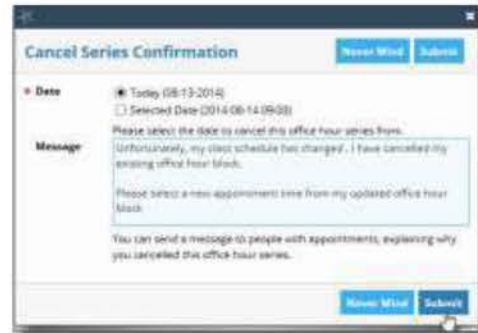 Cancel Series Confirmation
Never Mind
Submit
* Date
Today (08-13-2014)
Selected Date (2014-08-14 09:00)
Please select the date to cancel this office hour series from.
Message
Unfortunately, my class schedule has changed. I have cancelled my
existing office hour block.
Please select a new appointment time from my updated office hour
block
You can send a message to people with appointments, explaining why
you cancelled this office hour series.
Never Mind
Submit